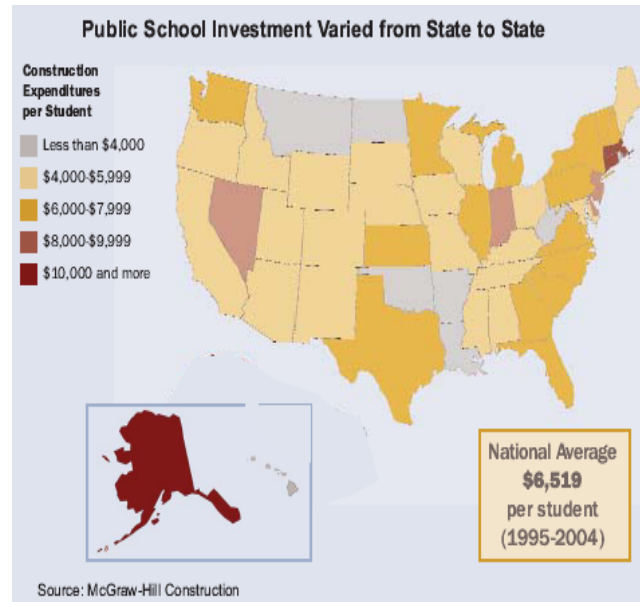 Public School Investment Varied from State to State
Construction
Expenditures
per Student
Less than $4,000
$4,000-$5,999
$6,000-$7,999
$8,000-$9,999
$10,000 and more
National Average
$6,519
per student
(1995-2004)
Source: McGraw-Hill Construction